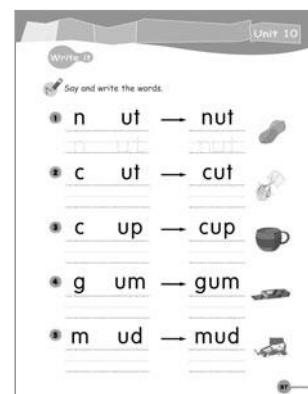 Unit 10
Write it
Say and write the words.
1 n ut → nut
n ut nut
2 c ut → cut
3 c up → cup
4 g um → gum
5 m ud → mud
87